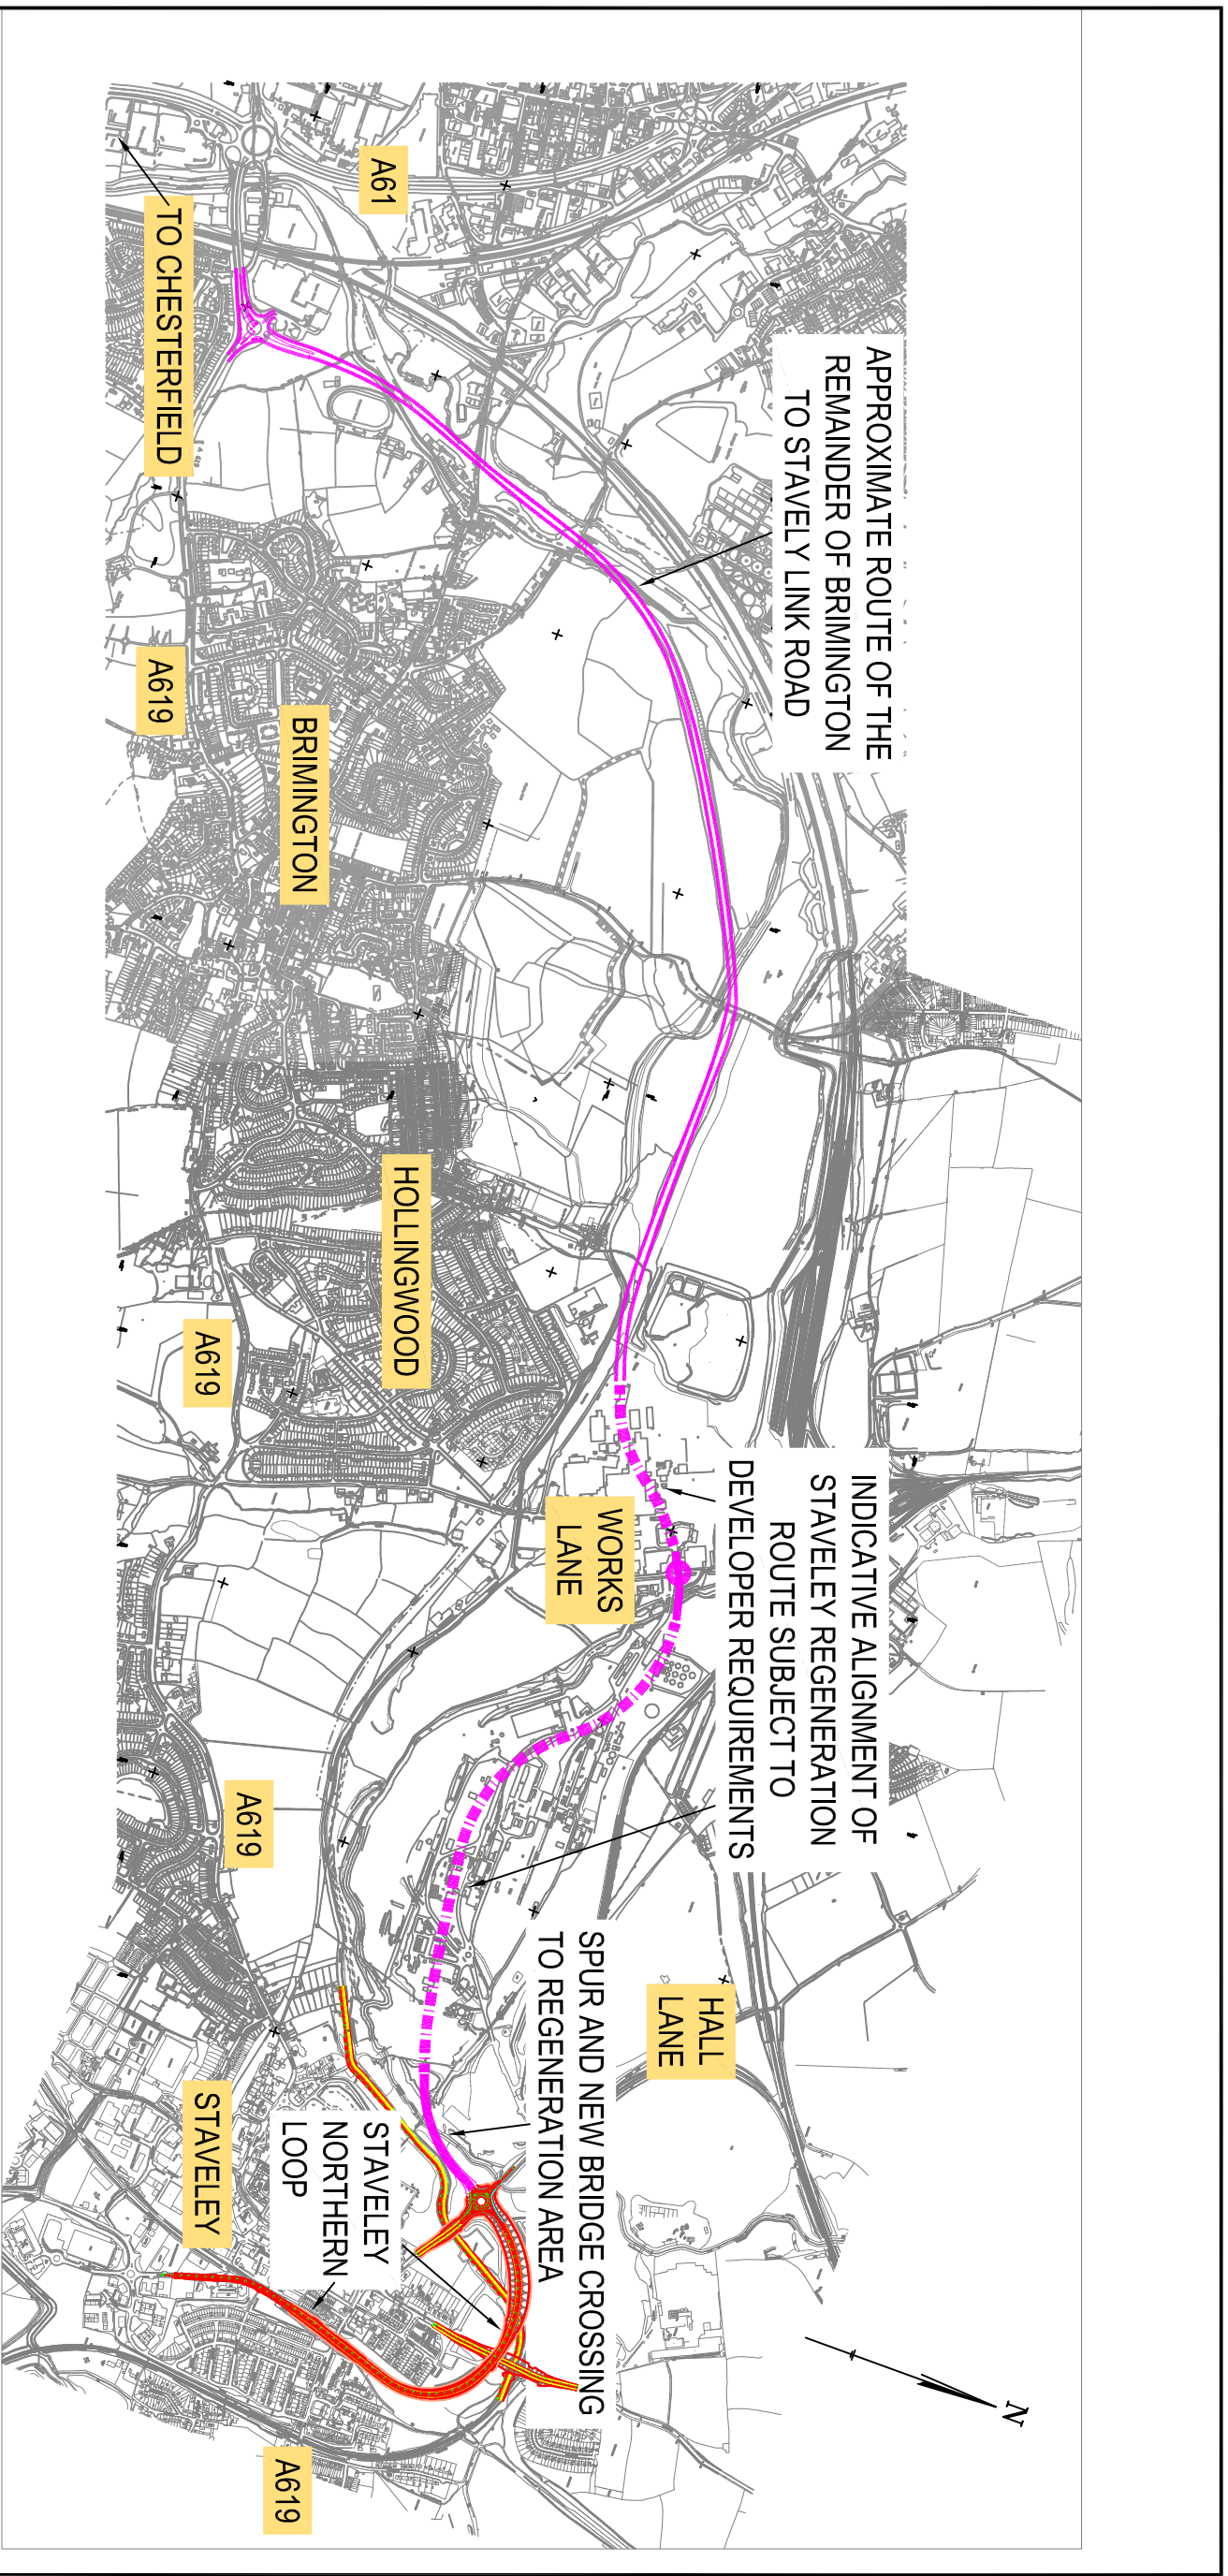 A61
TO CHESTERFIELD
APPROXIMATE ROUTE OF THE
REMAINDER OF BRIMINGTON
TO STAVELY LINK ROAD
A619
BRIMINGTON
HOLLINGWOOD
A619
INDICATIVE ALIGNMENT OF
STAVELEY REGENERATION
ROUTE SUBJECT TO
DEVELOPER REQUIREMENTS
WORKS
LANE
A619
HALL
LANE
SPUR AND NEW BRIDGE CROSSING
TO REGENERATION AREA
STAVELEY
NORTHERN
LOOP
STAVELEY
A619
N